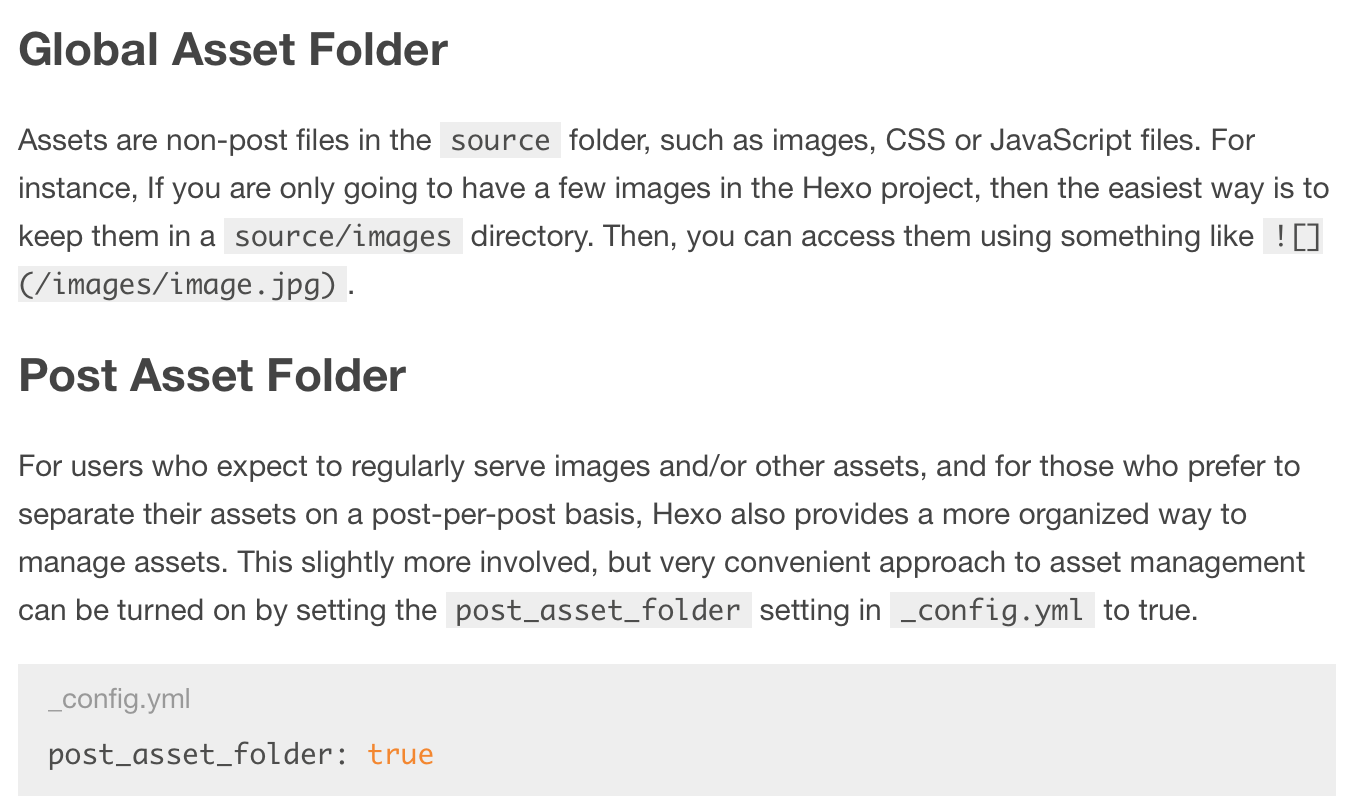 Global Asset Folder
Assets are non-post files in the source folder, such as images, CSS or JavaScript files. For
instance, If you are only going to have a few images in the Hexo project, then the easiest way is to
keep them in a source/images directory. Then, you can access them using something like ![]
(/images/image.jpg).
Post Asset Folder
For users who expect to regularly serve images and/or other assets, and for those who prefer to
separate their assets on a post-per-post basis, Hexo also provides a more organized way to
manage assets. This slightly more involved, but very convenient approach to asset management
can be turned on by setting the post_asset_folder setting in _config.yml to true.
_config.yml
post_asset_folder: true